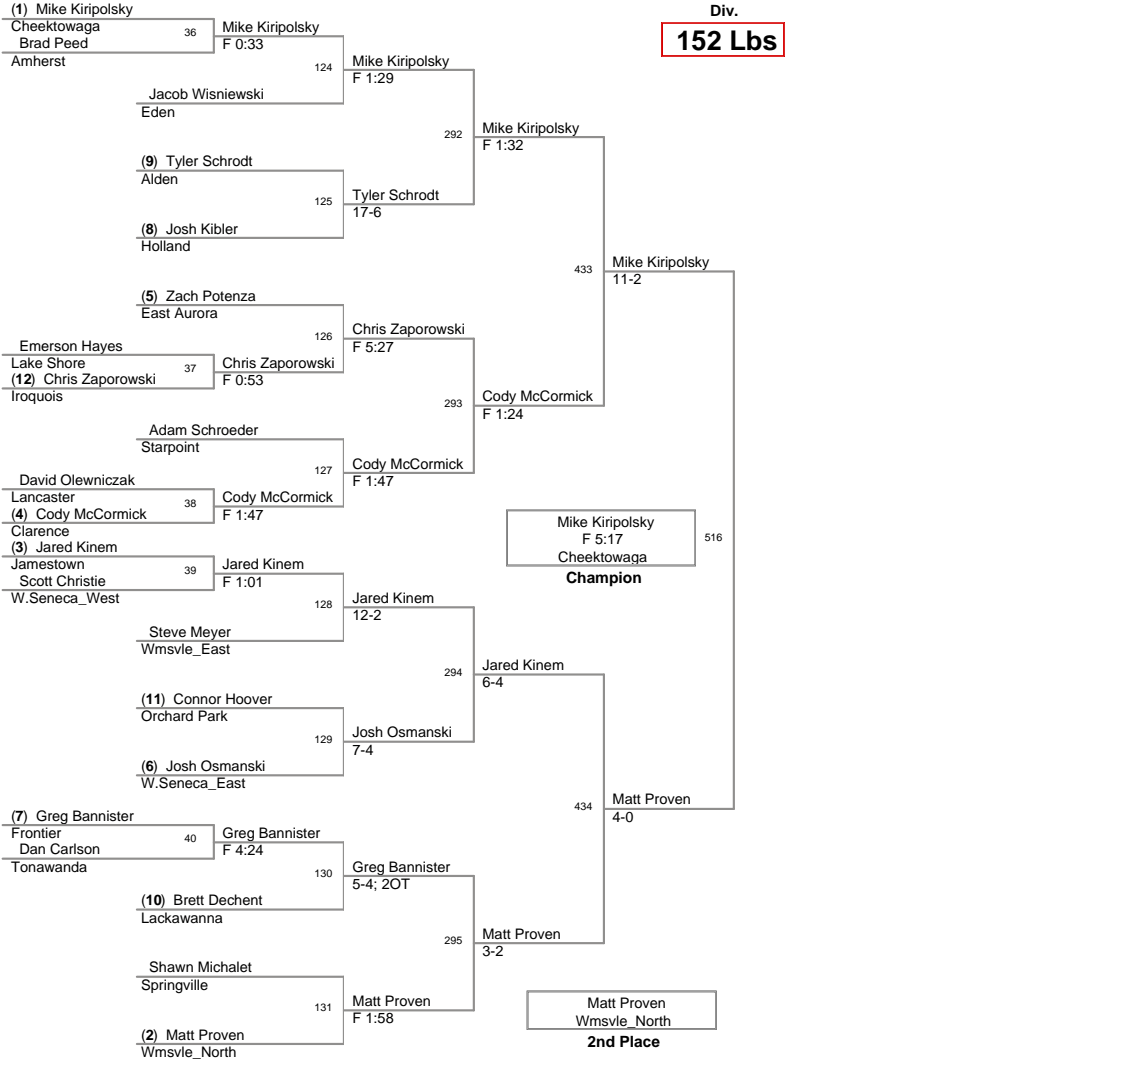 (1) Mike Kiripolsky
Cheektowaga
Brad Peed
Amherst
36
Mike Kiripolsky
F 0:33
Jacob Wisniewski
Eden
124
Mike Kiripolsky
F 1:29
(9) Tyler Schrodt
Alden
(8) Josh Kibler
Holland
125
Tyler Schrodt
17-6
292
Mike Kiripolsky
F 1:32
(5) Zach Potenza
East Aurora
Emerson Hayes
Lake Shore
(12) Chris Zaporowski
Iroquois
37
Chris Zaporowski
F 0:53
126
Chris Zaporowski
F 5:27
Adam Schroeder
Starpoint
David Olewniczak
Lancaster
(4) Cody McCormick
Clarence
38
Cody McCormick
F 1:47
127
Cody McCormick
F 1:47
293
Cody McCormick
F 1:24
433
Mike Kiripolsky
11-2
(3) Jared Kinem
Jamestown
Scott Christie
W.Seneca_West
39
Jared Kinem
F 1:01
Steve Meyer
Wmsvle_East
128
Jared Kinem
12-2
(11) Connor Hoover
Orchard Park
(6) Josh Osmanski
W.Seneca_East
129
Josh Osmanski
7-4
294
Jared Kinem
6-4
(7) Greg Bannister
Frontier
Dan Carlson
Tonawanda
40
Greg Bannister
F 4:24
(10) Brett Dechent
Lackawanna
130
Greg Bannister
5-4; 2OT
Shawn Michalet
Springville
(2) Matt Proven
Wmsvle_North
131
Matt Proven
F 1:58
295
Matt Proven
3-2
434
Matt Proven
4-0
Div.
152 Lbs
Mike Kiripolsky
F 5:17
Cheektowaga
Champion
516
Matt Proven
Wmsvle_North
2nd Place